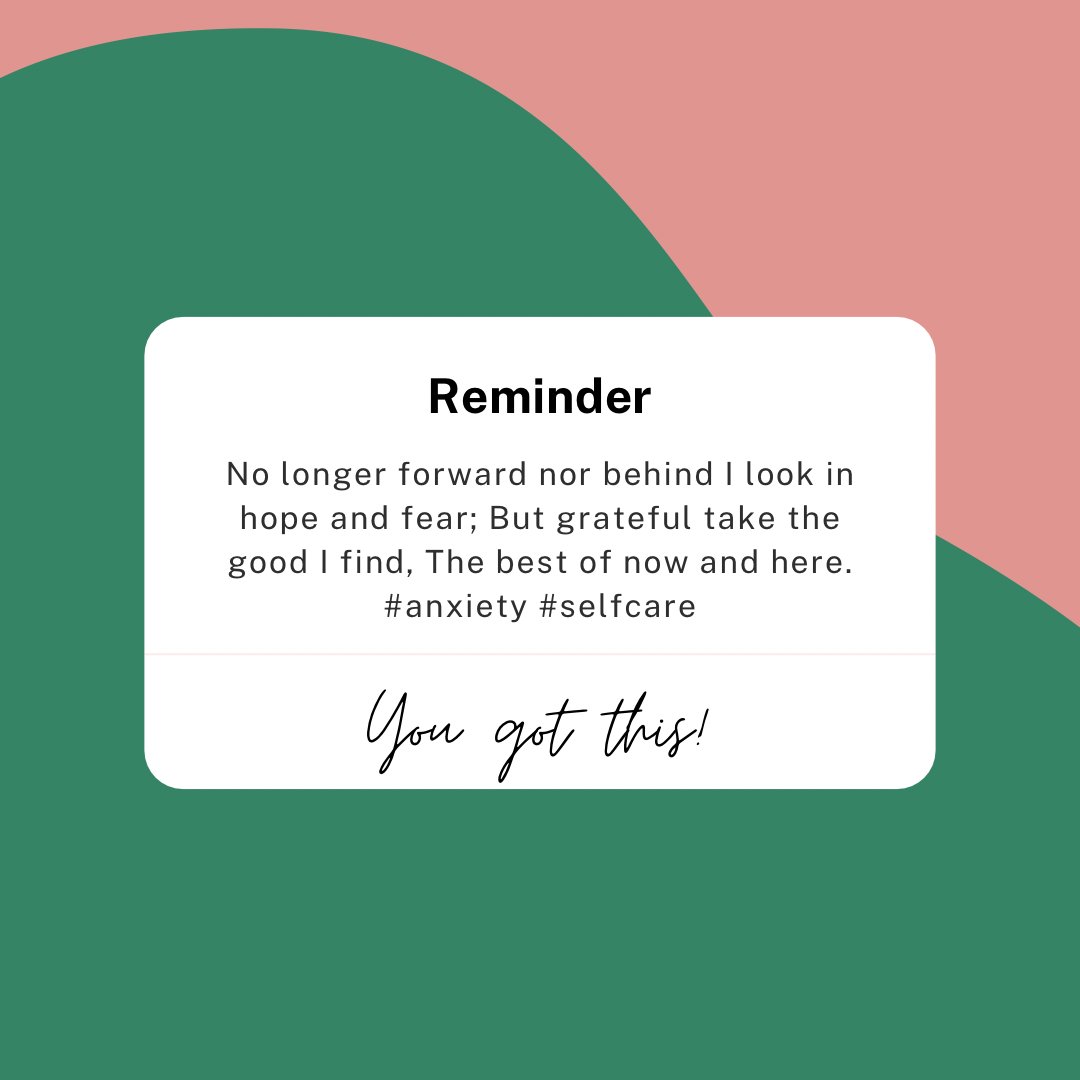 Reminder
No longer forward nor behind I look in
hope and fear; But grateful take the
good I find, The best of now and here.
#anxiety #selfcare
You got this!